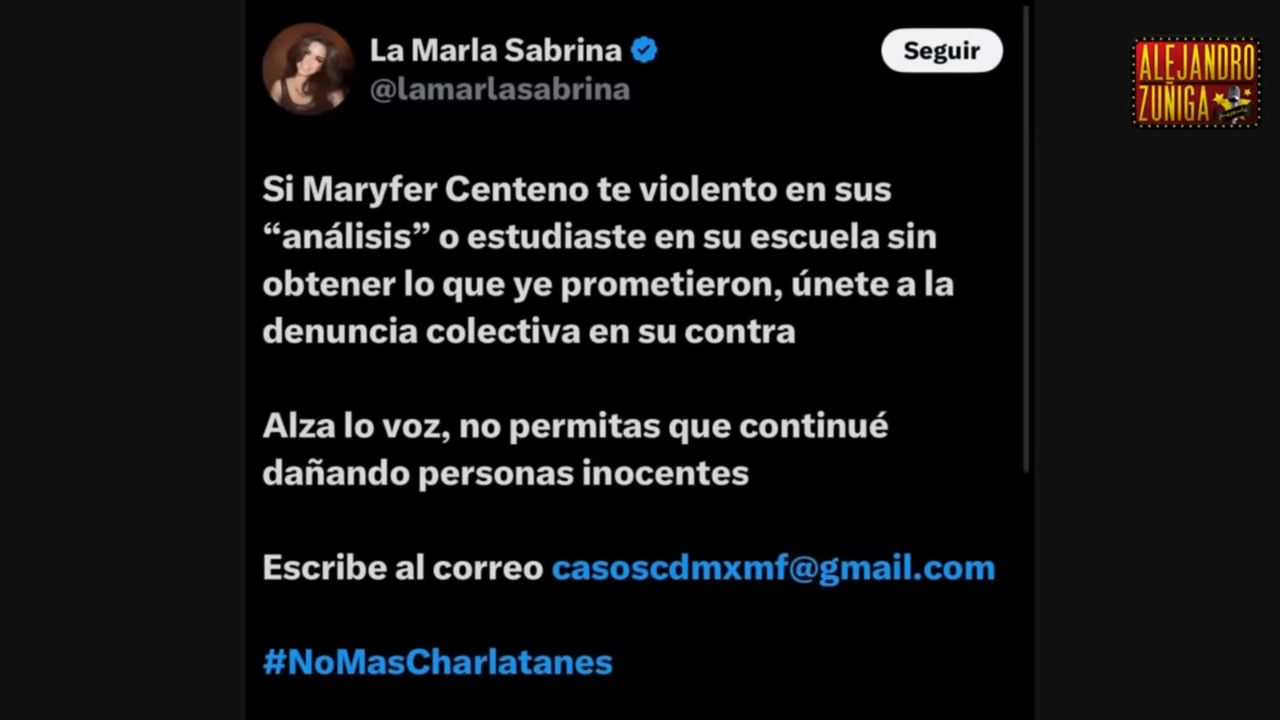 La Marla Sabrina
@lamarlasabrina
Seguir
ALEJANDRO
ZUÑIGA
Si Maryfer Centeno te violento en sus
“análisis” o estudiaste en su escuela sin
obtener lo que ye prometieron, únete a la
denuncia colectiva en su contra
Alza lo voz, no permitas que continué
dañando personas inocentes
Escribe al correo casoscdmxmf@gmail.com
#NoMasCharlatanes